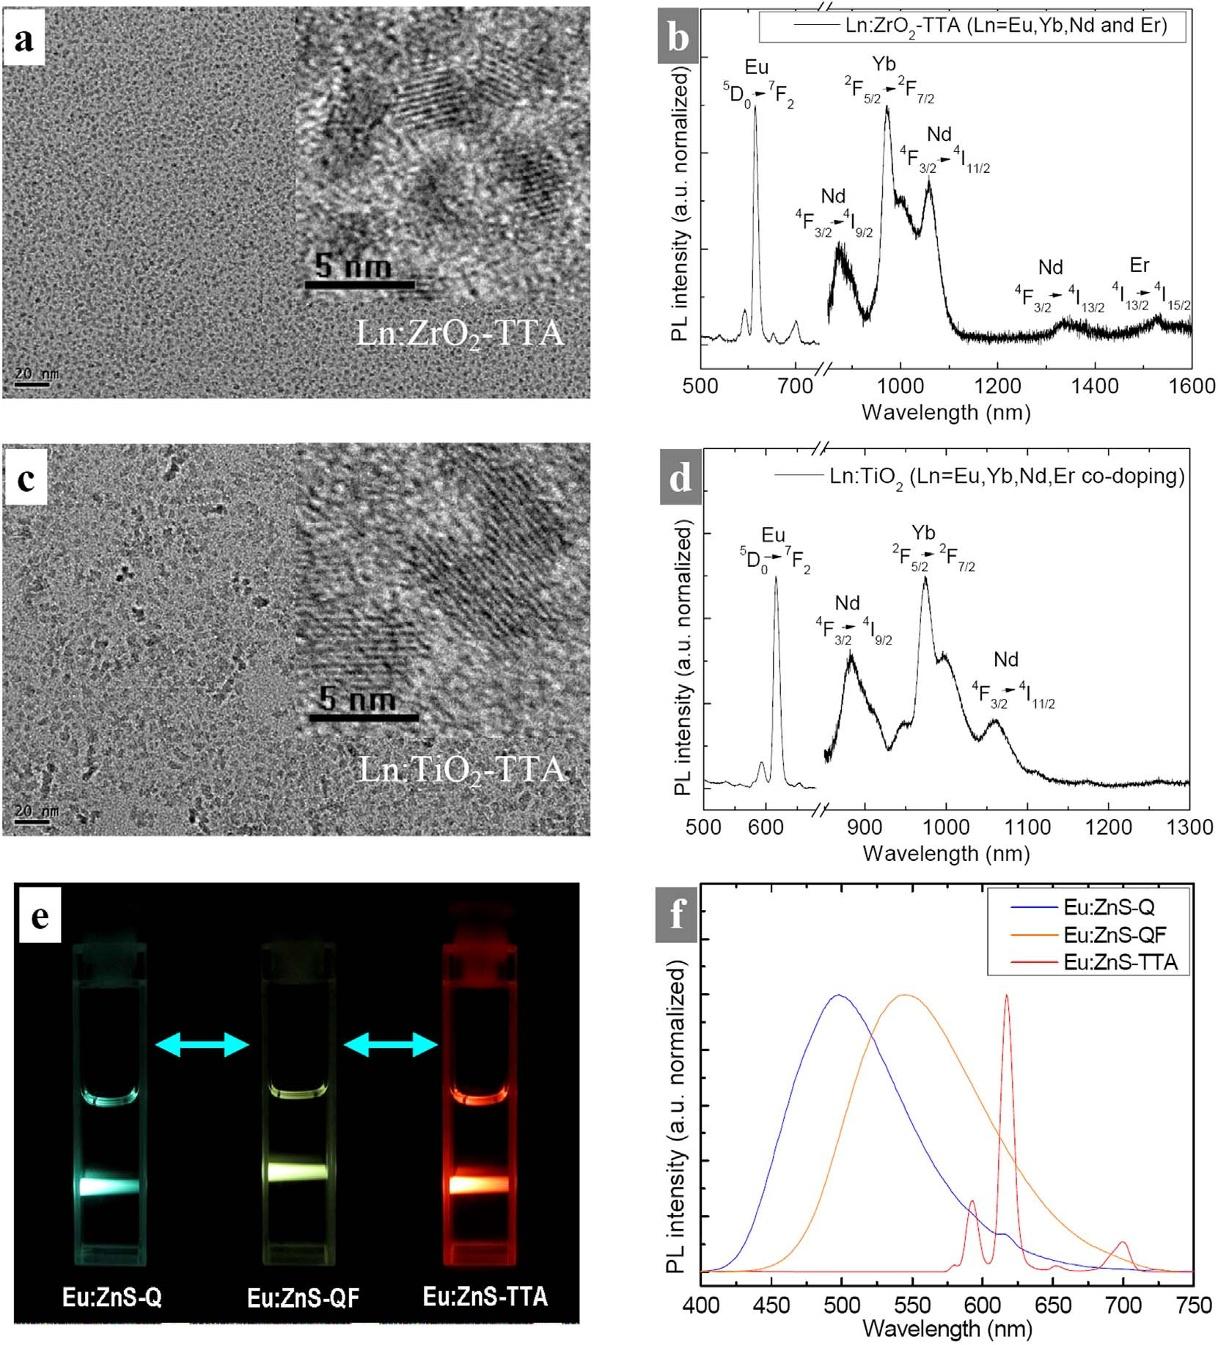 a
5 nm
Ln:ZrO2-TTA
20 nm
b
Ln:ZrO2-TTA (Ln=Eu,Yb,Nd and Er)
Eu
5D0→7F2
Yb
2F5/2→2F7/2
Nd
4F3/2→4I11/2
Nd
4F3/2→4I9/2
Nd
4F3/2→4I13/2
Er
4I13/2→4I15/2
PL intensity (a.u. normalized)
500 700 1000 1200 1400 1600
Wavelength (nm)
c
5 nm
Ln:TiO2-TTA
20 nm
d
Ln:TiO2 (Ln=Eu,Yb,Nd,Er co-doping)
Eu
5D0→7F2
Yb
2F5/2→2F7/2
Nd
4F3/2→4I9/2
Nd
4F3/2→4I11/2
PL intensity (a.u. nornalized)
500 600 900 1000 1100 1200 1300
Wavelength (nm)
e
Eu:ZnS-Q Eu:ZnS-QF Eu:ZnS-TTA
f
Eu:ZnS-Q
Eu:ZnS-QF
Eu:ZnS-TTA
PL intensity (a.u. normalized)
400 450 500 550 600 650 700 750
Wavelength (nm)